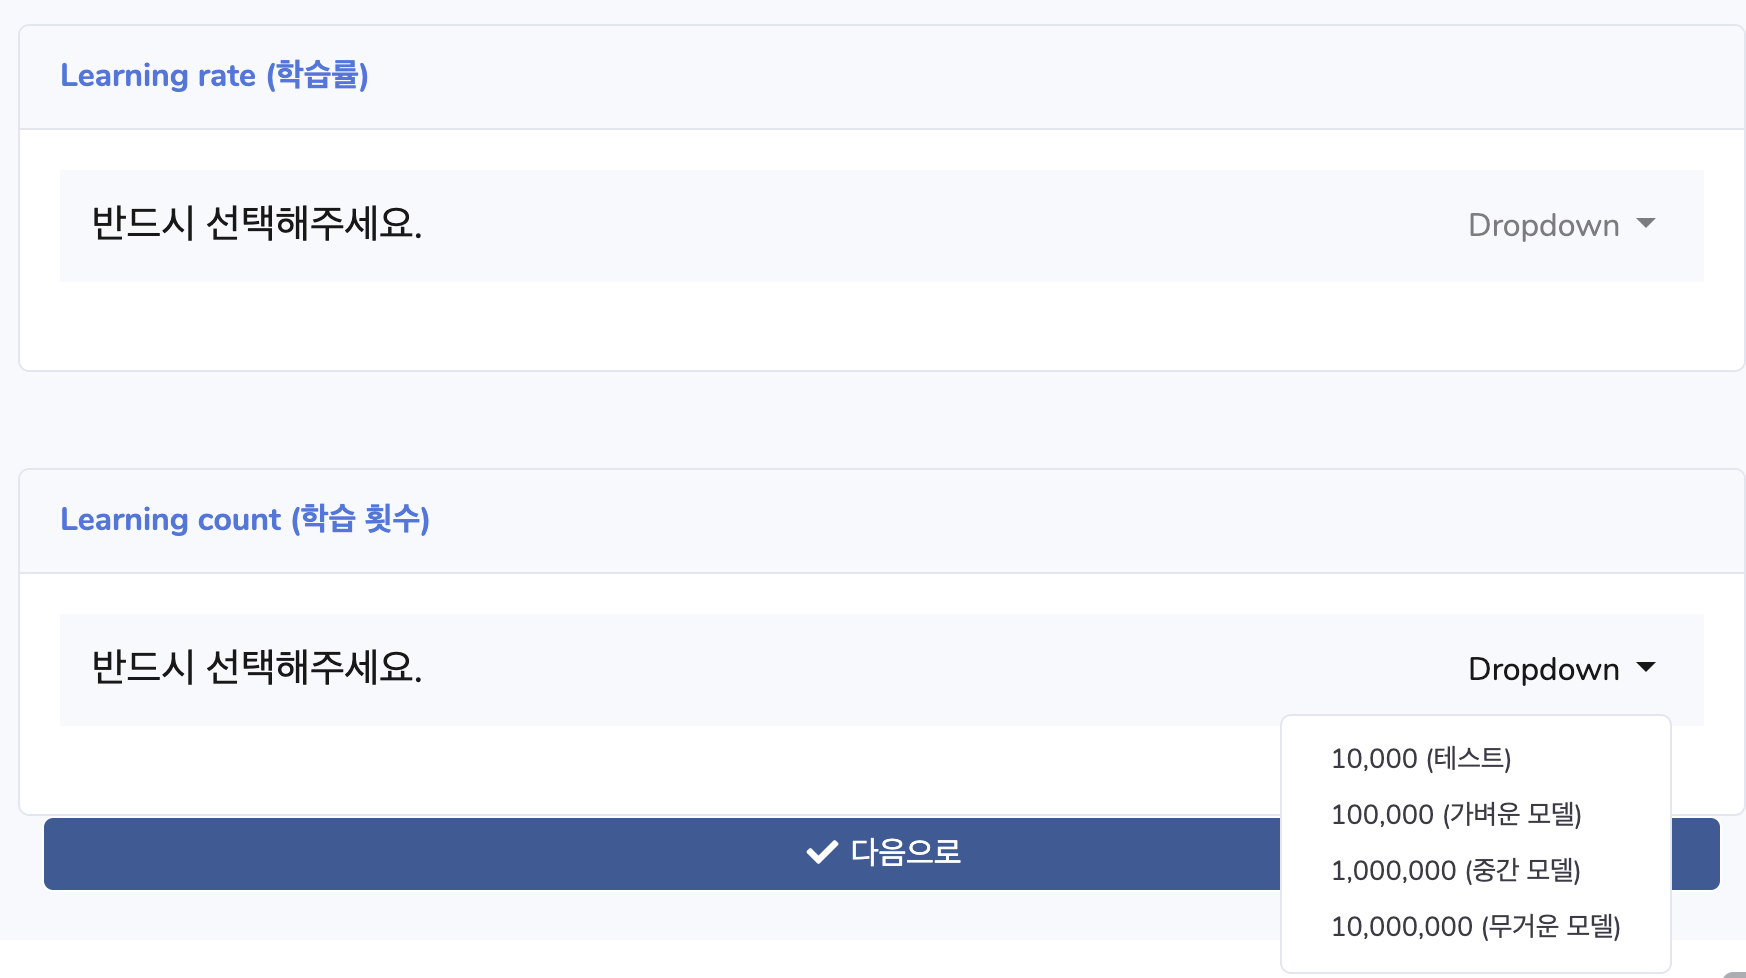 Learning rate (학습률)
반드시 선택해주세요.
Dropdown
Learning count (학습 횟수)
반드시 선택해주세요.
Dropdown
10,000 (테스트)
100,000 (가벼운 모델)
1,000,000 (중간 모델)
10,000,000 (무거운 모델)
다음으로